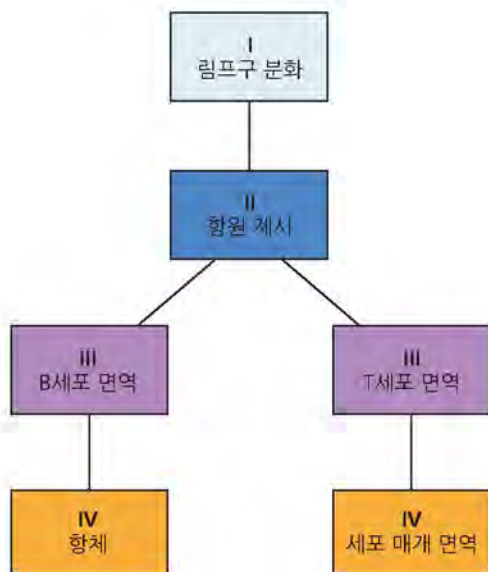 I
림프구 분화
II
항원 제시
III
B세포 면역
III
T세포 면역
IV
항체
IV
세포 매개 면역